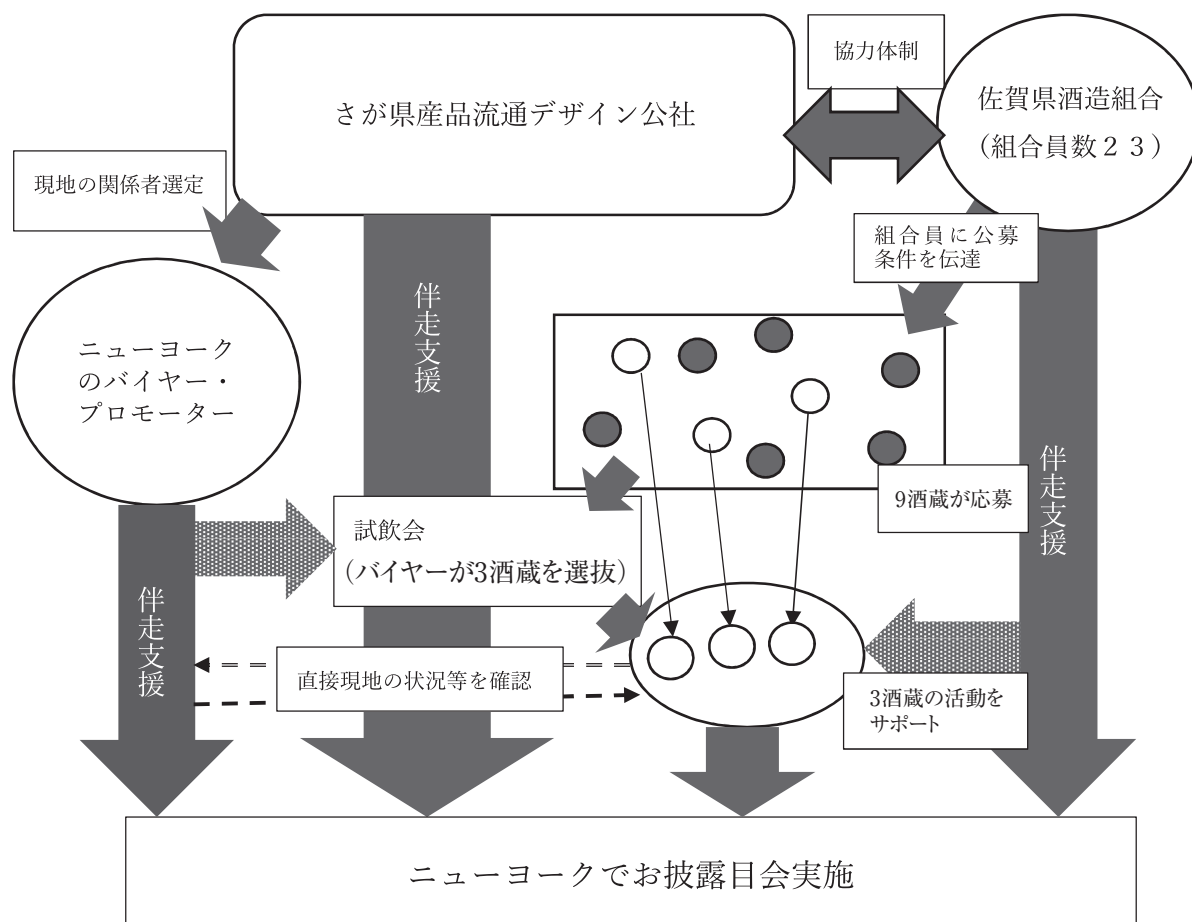 協力体制
さが県産品流通デザイン公社
佐賀県酒造組合
（組合員数２３）
現地の関係者選定
組合員に公募
条件を伝達
伴走支援
ニューヨーク
のバイヤー・
プロモーター
伴走支援
9酒蔵が応募
試飲会
（バイヤーが3酒蔵を選抜）
伴走支援
直接現地の状況等を確認
3酒蔵の活動を
サポート
ニューヨークでお披露目会実施